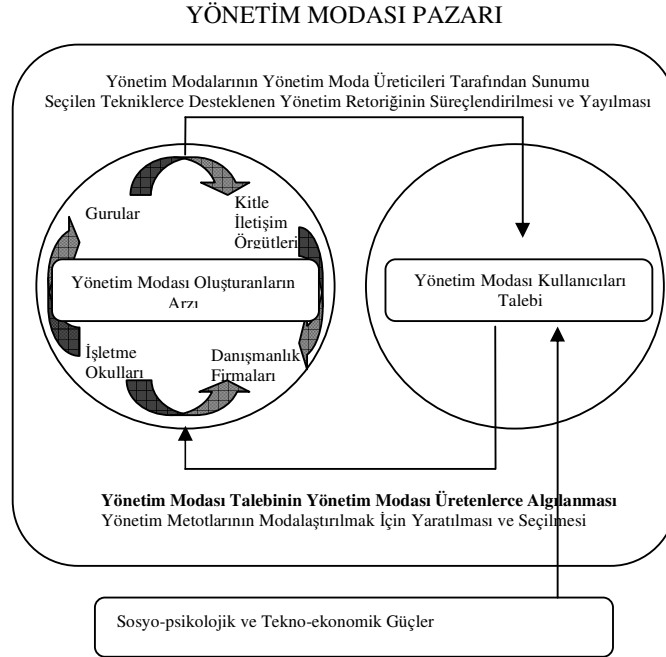 YÖNETİM MODASI PAZARI
Yönetim Modalarının Yönetim Moda Üreticileri Tarafından Sunumu
Seçilen Tekniklerce Desteklenen Yönetim Retoriğinin Süreçlendirilmesi ve Yayılması
Gurular
Kitle
İletişim
Örgütleri
Yönetim Modası Oluşturanların
Arzı
Yönetim Modası Kullanıcıları
Talebi
İşletme
Okulları
Danışmanlık
Firmaları
Yönetim Modası Talebinin Yönetim Modası Üretenlerce Algılanması
Yönetim Metotlarının Modalaştırılmak İçin Yaratılması ve Seçilmesi
Sosyo-psikolojik ve Tekno-ekonomik Güçler